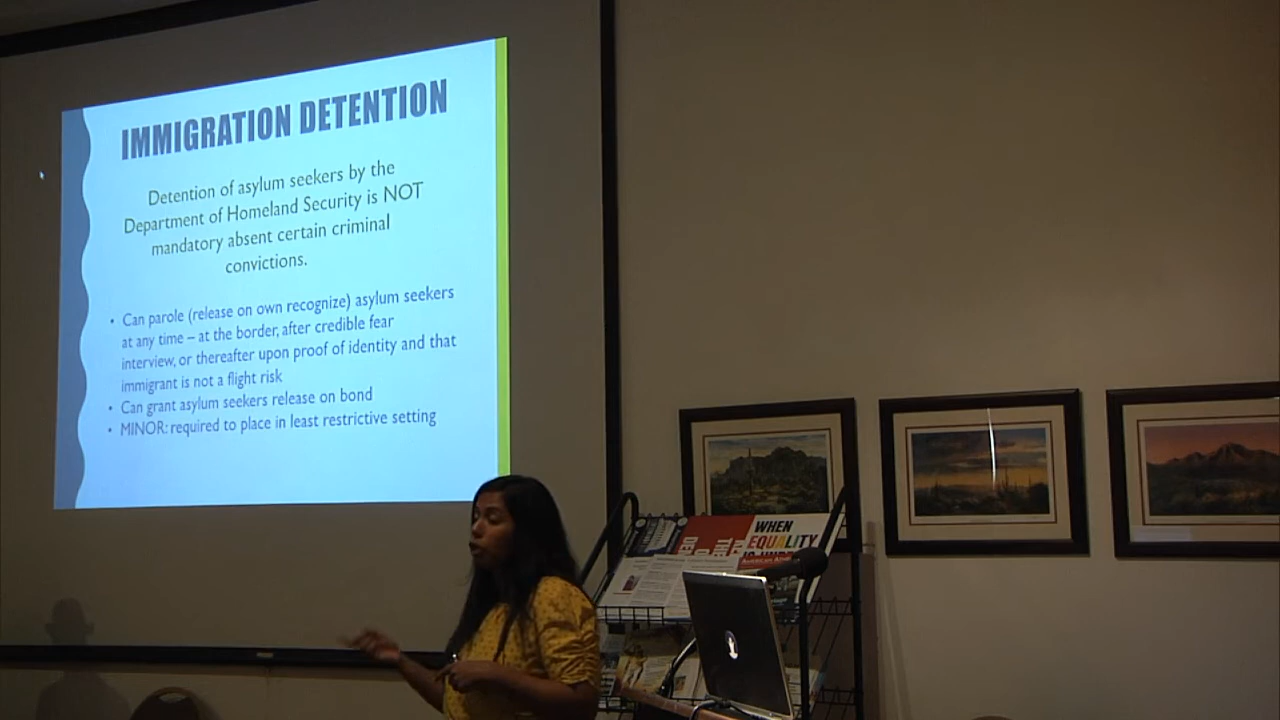 IMMIGRATION DETENTION
Detention of asylum seekers by the
Department of Homeland Security is NOT
mandatory absent certain criminal
convictions.
• Can parole (release on own recognize) asylum seekers
at any time – at the border, after credible fear
interview, or thereafter upon proof of identity and that
immigrant is not a flight risk
• Can grant asylum seekers release on bond
• MINOR: required to place in least restrictive setting
WHEN
EQUALITY